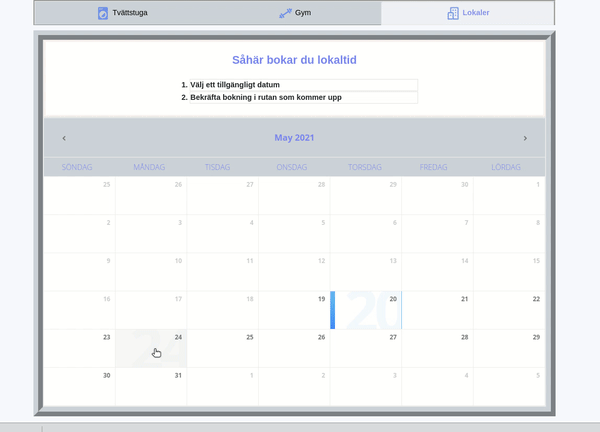 Tvättstuga Gym Lokaler
Såhär bokar du lokaltid
1. Välj ett tillgängligt datum
2. Bekräfta bokning i rutan som kommer upp
‹ May 2021 ›
SÖNDAG MÅNDAG TISDAG ONSDAG TORSDAG FREDAG LÖRDAG
25 26 27 28 29 30 1
2 3 4 5 6 7 8
9 10 11 12 13 14 15
16 17 18 19 20 20 21 22
23 24 24 25 26 27 28 29
30 31 1 2 3 4 5